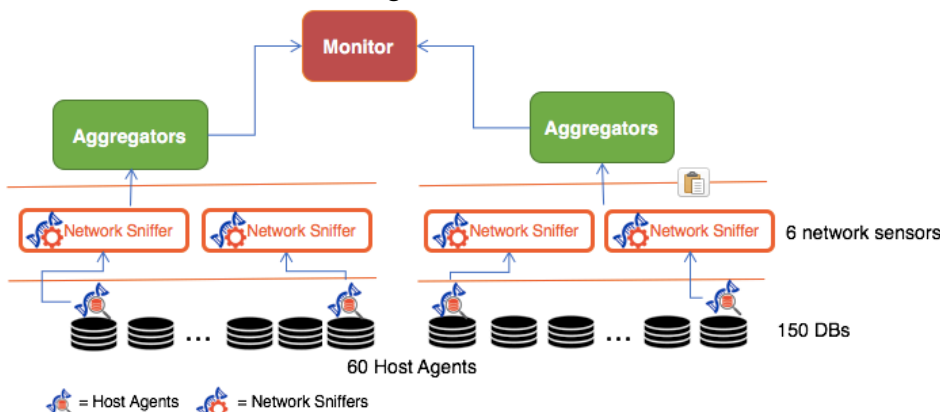 Monitor
Aggregators
Aggregators
Network Sniffer
Network Sniffer
Network Sniffer
Network Sniffer
6 network sensors
...
...
150 DBs
60 Host Agents
= Host Agents
= Network Sniffers